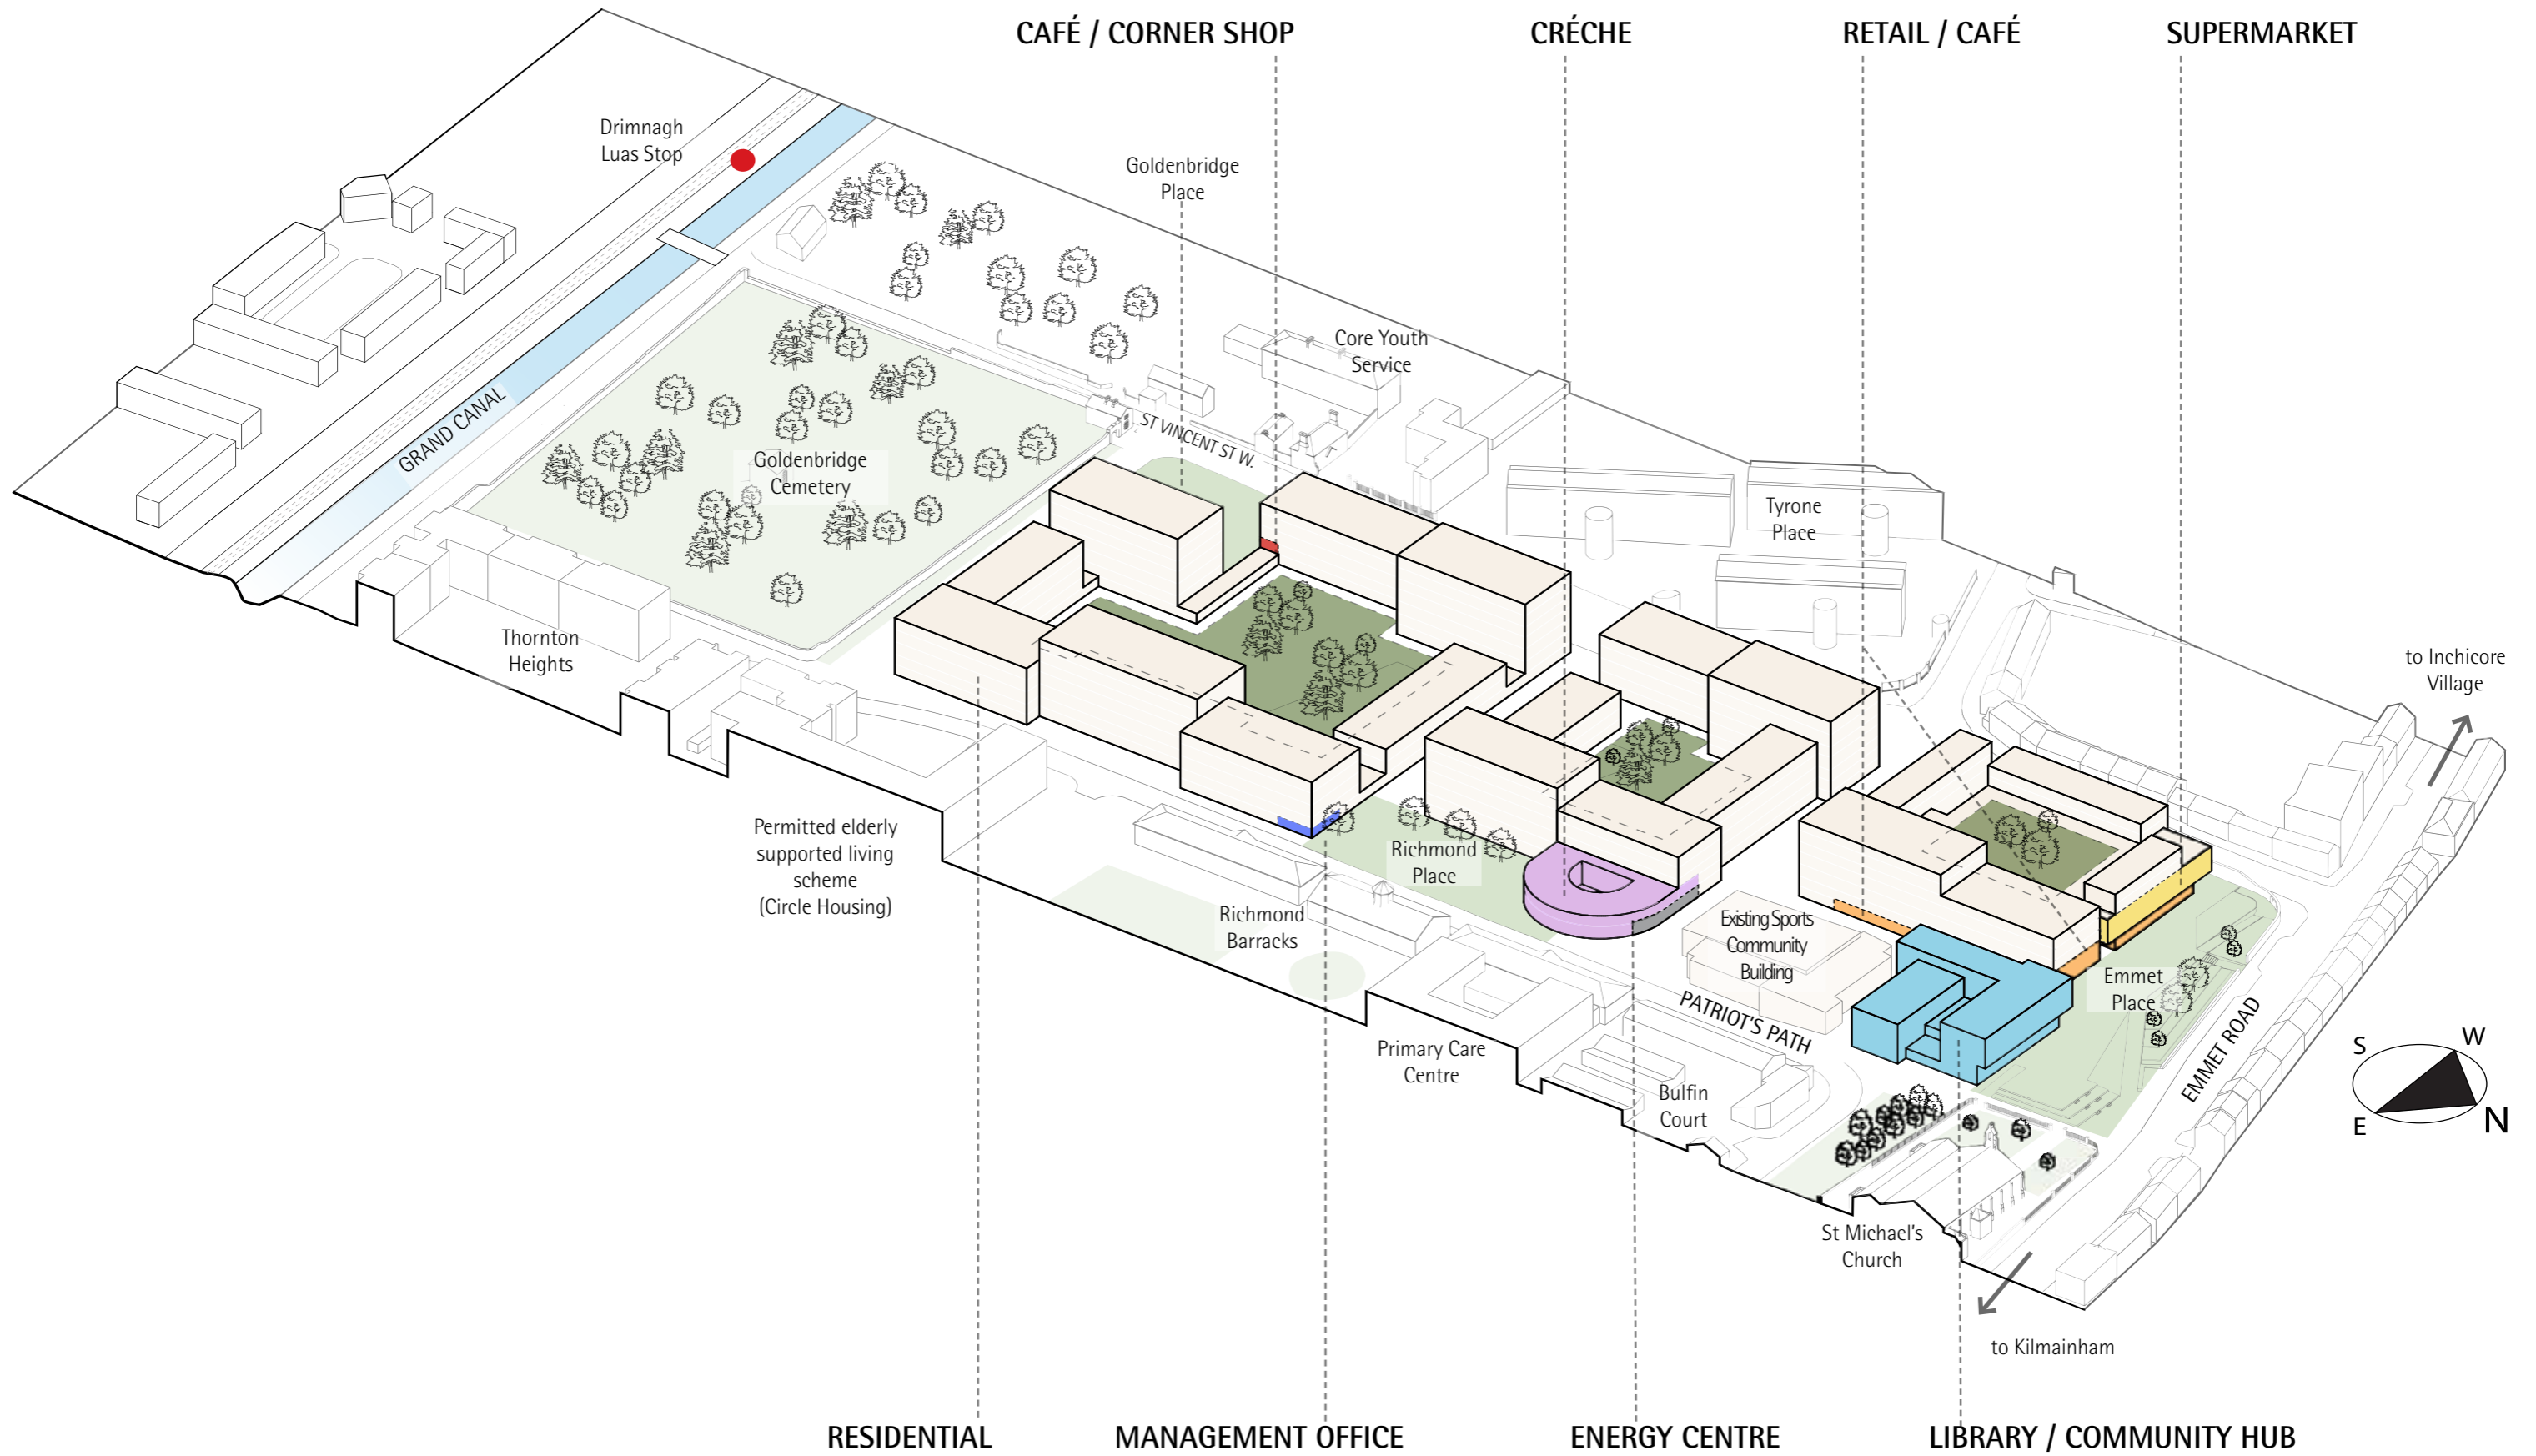 CAFÉ / CORNER SHOP
CRÉCHE
RETAIL / CAFÉ
SUPERMARKET
Drimnagh
Luas Stop
Goldenbridge
Place
Core Youth
Service
GRAND CANAL
ST VINCENT ST W.
Goldenbridge
Cemetery
Tyrone
Place
Thornton
Heights
to Inchicore
Village
Permitted elderly
supported living
scheme
(Circle Housing)
Richmond
Place
Richmond
Barracks
Existing Sports
Community
Building
Emmet
Place
PATRIOT'S PATH
EMMET ROAD
Primary Care
Centre
Bulfin
Court
S
W
E
N
St Michael's
Church
to Kilmainham
RESIDENTIAL
MANAGEMENT OFFICE
ENERGY CENTRE
LIBRARY / COMMUNITY HUB